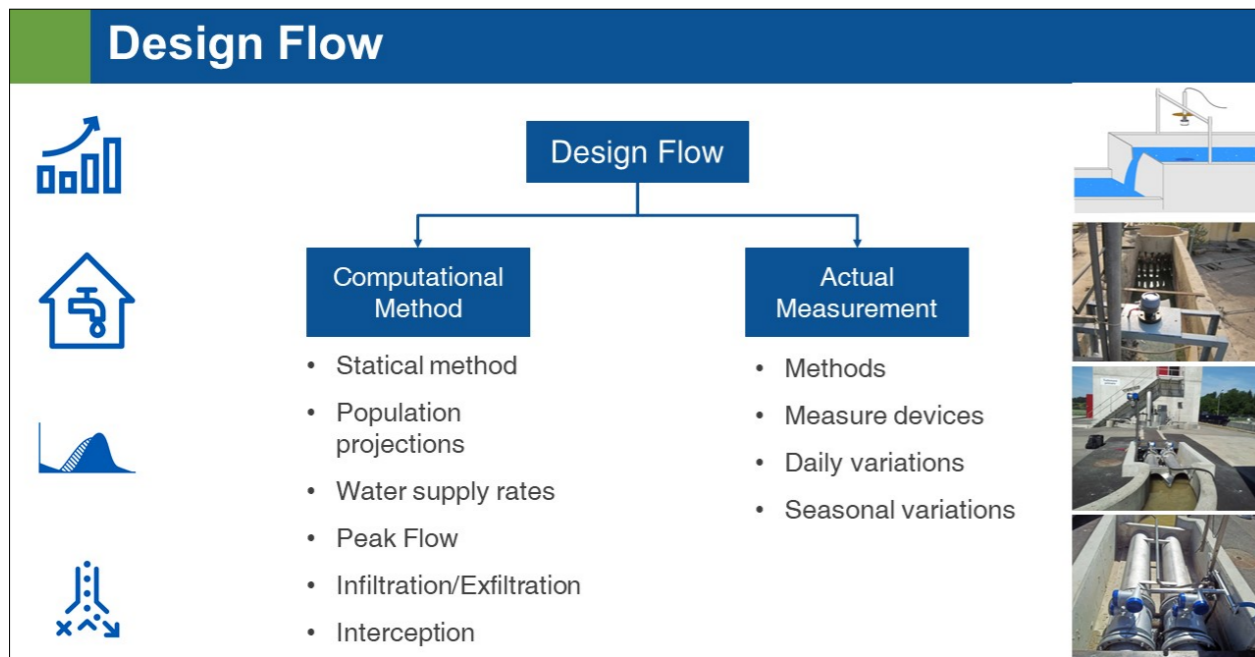 Design Flow
Design Flow
Computational
Method
• Statical method
• Population
projections
• Water supply rates
• Peak Flow
• Infiltration/Exfiltration
• Interception
Actual
Measurement
• Methods
• Measure devices
• Daily variations
• Seasonal variations